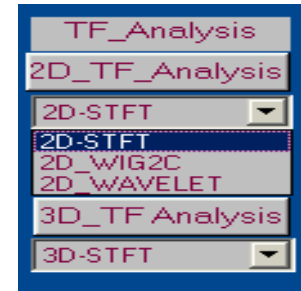 TF_Analysis
2D_TF_Analysis
2D-STFT
2D-STFT
2D_WIG2C
2D_WAVELET
3D_TF Analysis
3D-STFT